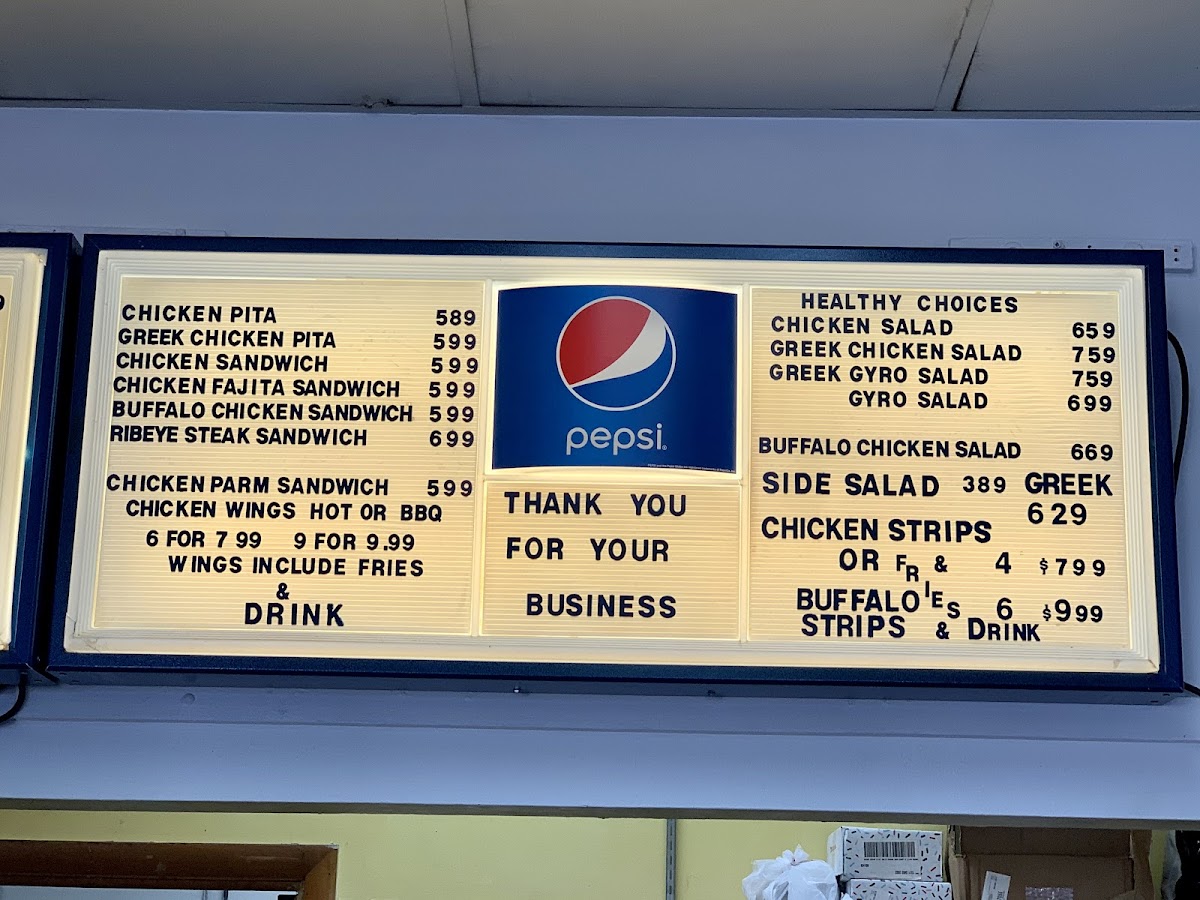 CHICKEN PITA 589
GREEK CHICKEN PITA 599
CHICKEN SANDWICH 599
CHICKEN FAJITA SANDWICH 599
BUFFALO CHICKEN SANDWICH 599
RIBEYE STEAK SANDWICH 699
CHICKEN PARM SANDWICH 599
CHICKEN WINGS HOT OR BBQ
6 FOR 7 99 9 FOR 9.99
WINGS INCLUDE FRIES
&
DRINK
pepsi
THANK YOU
FOR YOUR
BUSINESS
HEALTHY CHOICES
CHICKEN SALAD 659
GREEK CHICKEN SALAD 759
GREEK GYRO SALAD 759
GYRO SALAD 699
BUFFALO CHICKEN SALAD 669
SIDE SALAD 389 GREEK
629
CHICKEN STRIPS
OR FRIES & 4 $799
BUFFALO 6 $999
STRIPS & DRINK